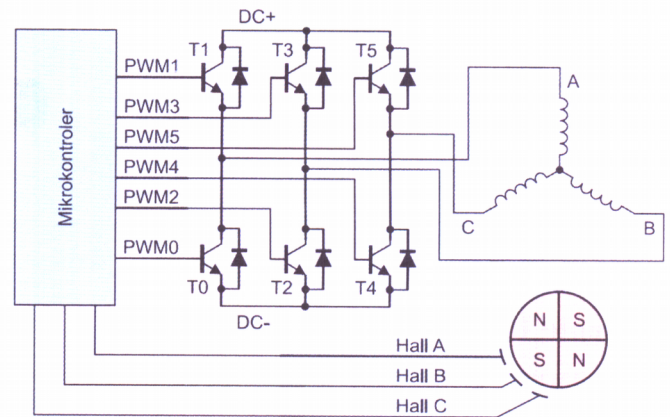 DC+
T1
T3
T5
PWM1
PWM3
PWM5
PWM4
PWM2
PWM0
Mikrokontroler
T0
T2
T4
DC-
A
C
B
N S
S N
Hall A
Hall B
Hall C